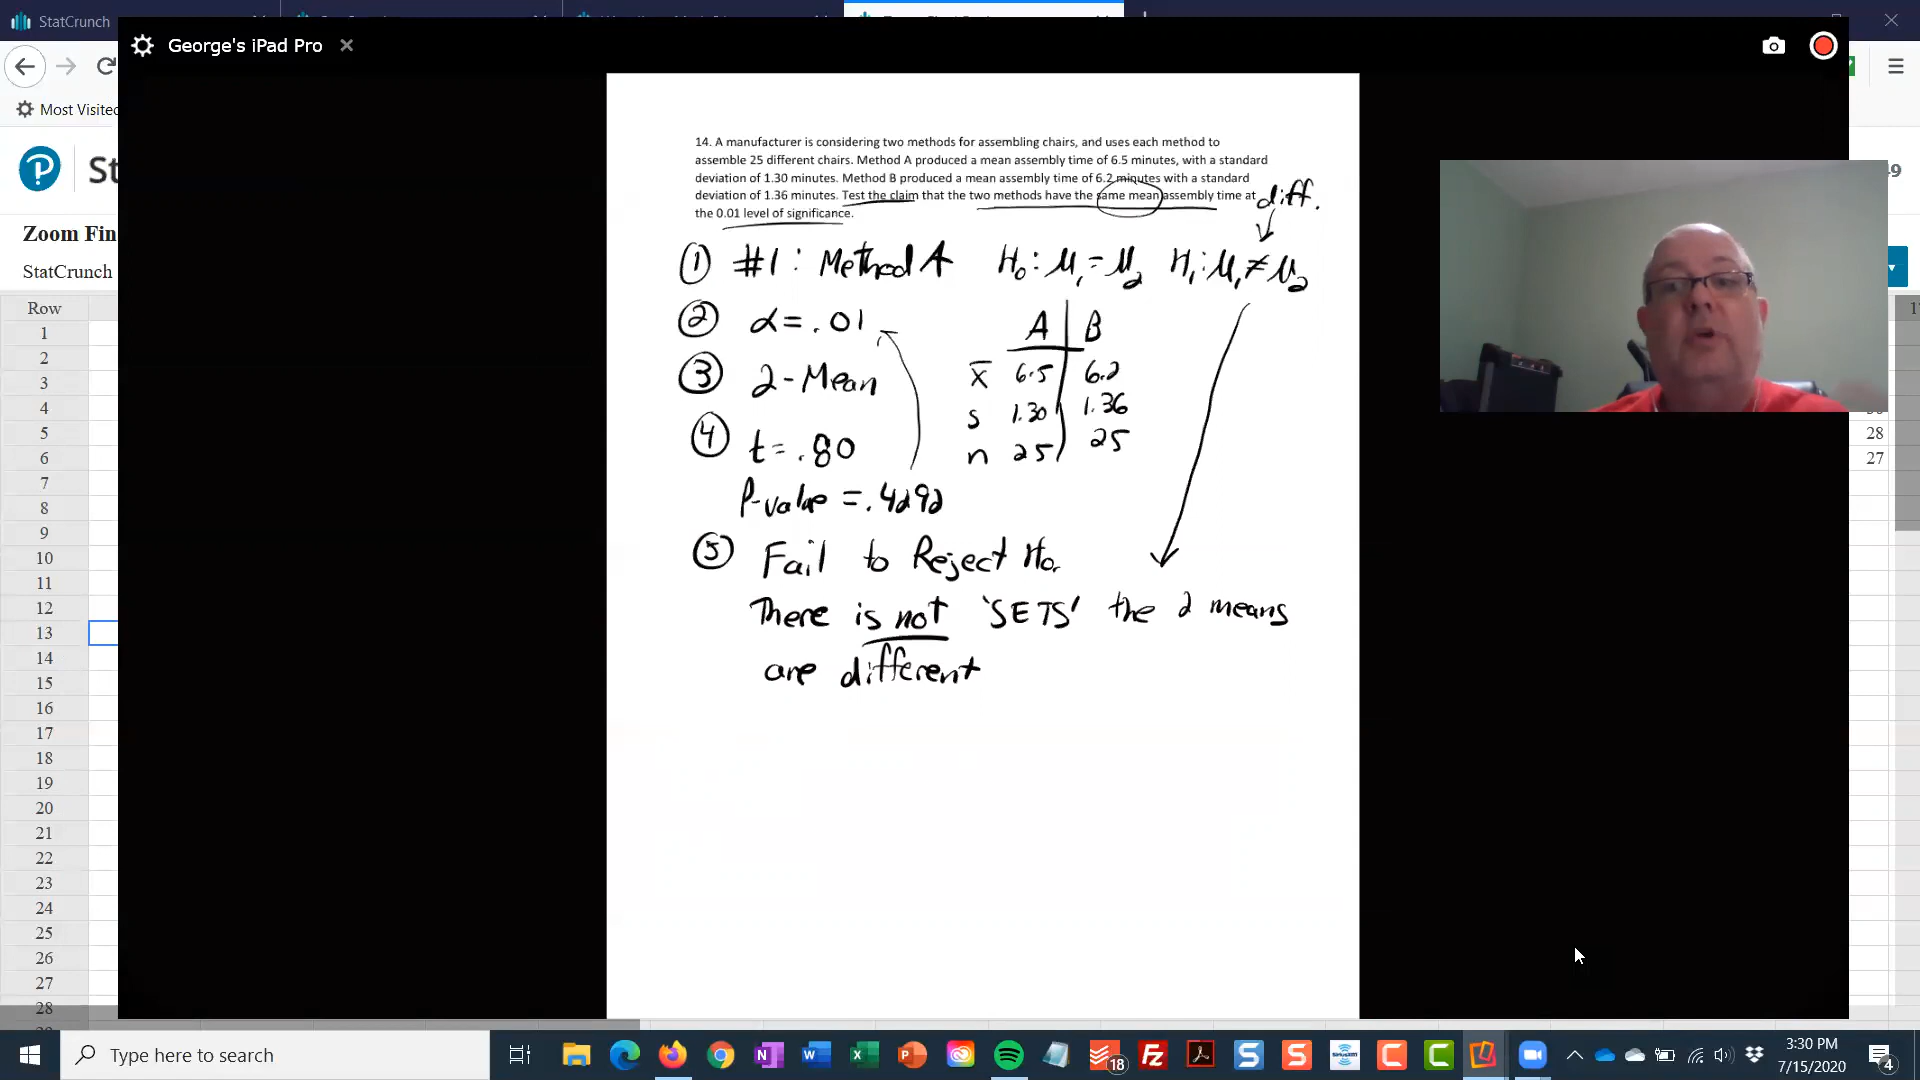 StatCrunch
George's iPad Pro
Most Visited
St
Zoom Fin
StatCrunch
Row
1
2
3
4
5
6
7
8
9
10
11
12
13
14
15
16
17
18
19
20
21
22
23
24
25
26
27
28
49
28
27
14. A manufacturer is considering two methods for assembling chairs, and uses each method to
assemble 25 different chairs. Method A produced a mean assembly time of 6.5 minutes, with a standard
deviation of 1.30 minutes. Method B produced a mean assembly time of 6.2 minutes with a standard
deviation of 1.36 minutes. Test the claim that the two methods have the same mean assembly time at
the 0.01 level of significance.
diff.
① #1: Method A H₀: μ₁ = μ₂ H₁: μ₁ ≠ μ₂
② α = .01
A B
③ 2-Mean
x̄ 6.5 6.2
s 1.30 1.36
n 25 25
④ t = .80
P-value = .4292
⑤ Fail to Reject H₀.
There is not 'SETS' the 2 means
are different
Type here to search
18
3:30 PM
7/15/2020
4